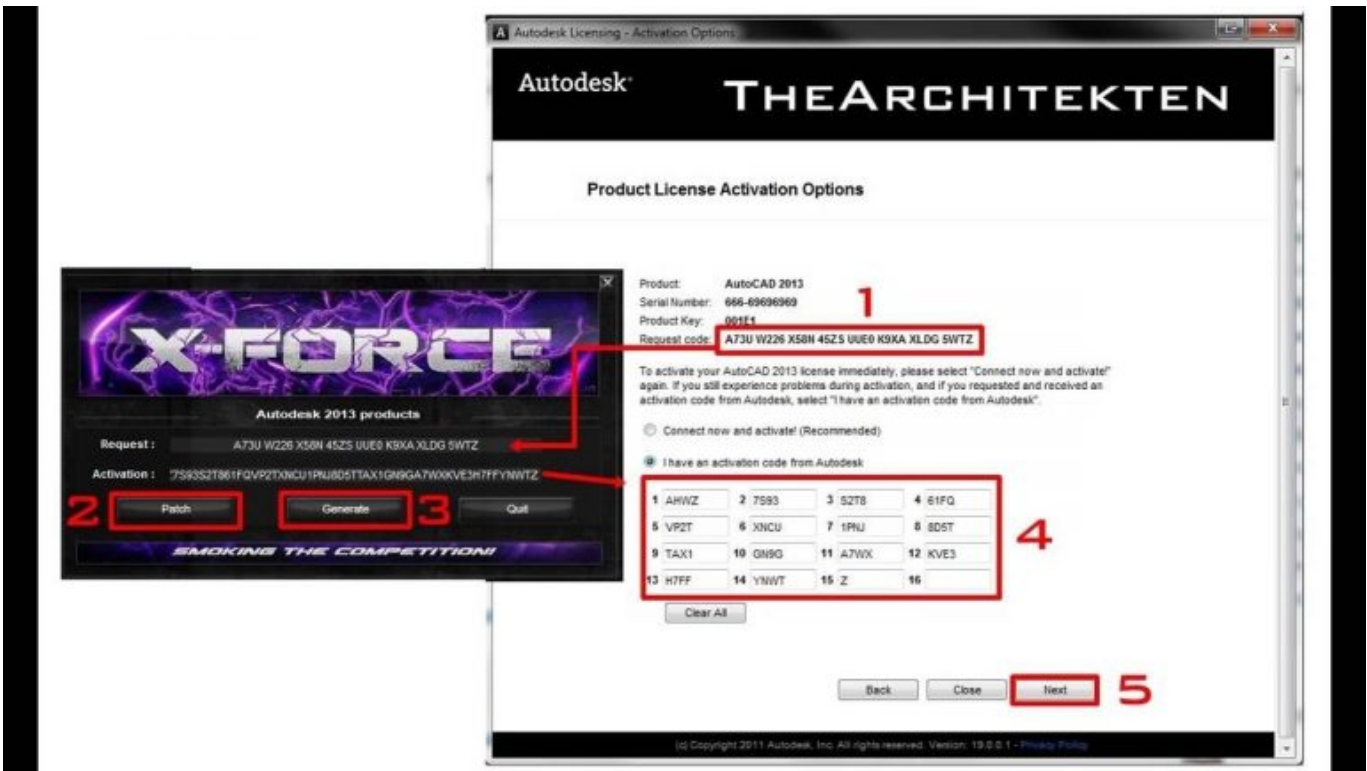 Autodesk Licensing - Activation Options
Autodesk
THEARCHITEKTEN
Product License Activation Options
Product: AutoCAD 2013
Serial Number: 666-69696969
Product Key: 001E1
1
Request code: A73U W226 X58N 45ZS UUE0 K9XA XLDG 5WTZ
To activate your AutoCAD 2013 license immediately, please select "Connect now and activate!"
again. If you still experience problems during activation, and if you requested and received an
activation code from Autodesk, select "I have an activation code from Autodesk".
Connect now and activate! (Recommended)
I have an activation code from Autodesk
1 AHWZ 2 7S93 3 S2T8 4 61FQ
5 VP2T 6 XNCU 7 1PNJ 8 8D5T
9 TAX1 10 GN9G 11 A7WX 12 KVE3
13 H7FF 14 YNWT 15 Z 16
4
Clear All
Back Close Next 5
(c) Copyright 2011 Autodesk, Inc. All rights reserved. Version: 19.0.0.1 - Privacy Policy
X-FORCE
Autodesk 2013 products
Request : A73U W226 X58N 45ZS UUE0 K9XA XLDG 5WTZ
Activation : 7S93S2T861FQVP2TXNCU1PNJ8D5TTAX1GN9GA7WXKVE3H7FFYNWTZ
2 Patch Generate 3 Quit
SMOKING THE COMPETITION!